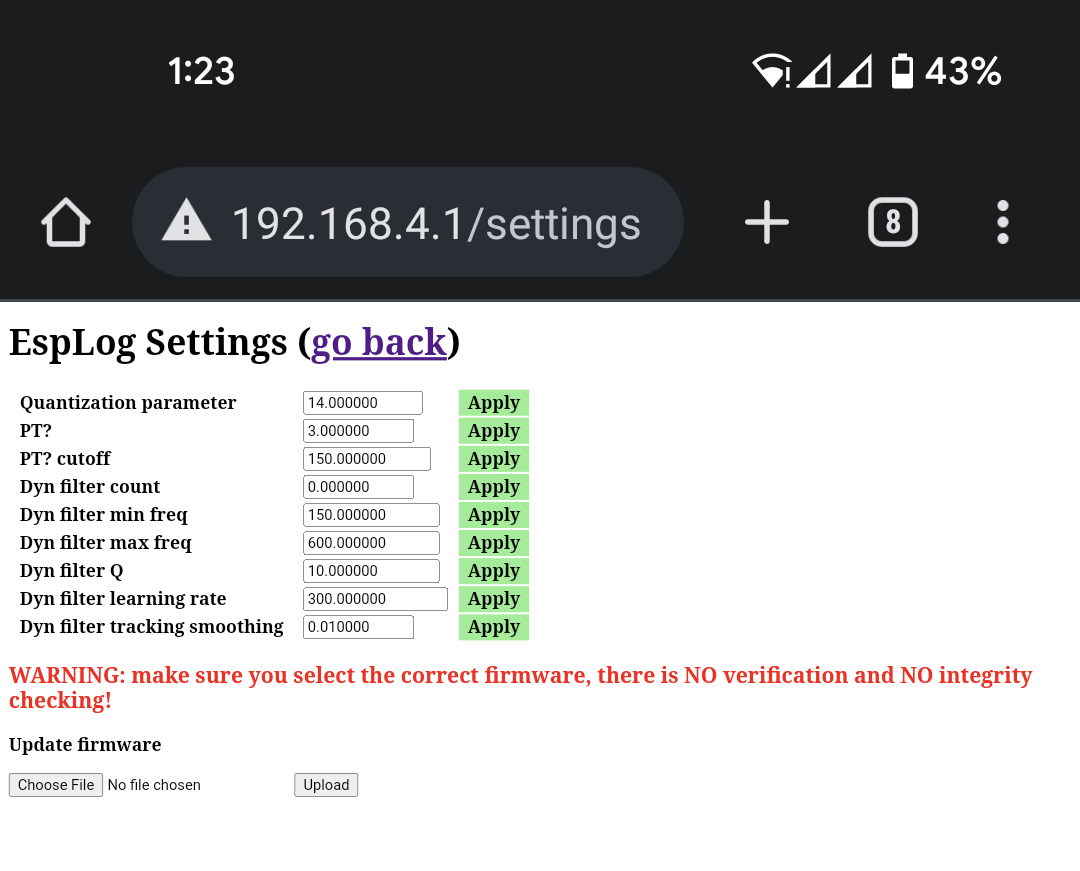 1:23
43%
192.168.4.1/settings
8
EspLog Settings (go back)
Quantization parameter 14.000000 Apply
PT? 3.000000 Apply
PT? cutoff 150.000000 Apply
Dyn filter count 0.000000 Apply
Dyn filter min freq 150.000000 Apply
Dyn filter max freq 600.000000 Apply
Dyn filter Q 10.000000 Apply
Dyn filter learning rate 300.000000 Apply
Dyn filter tracking smoothing 0.010000 Apply
WARNING: make sure you select the correct firmware, there is NO verification and NO integrity
checking!
Update firmware
Choose File No file chosen Upload